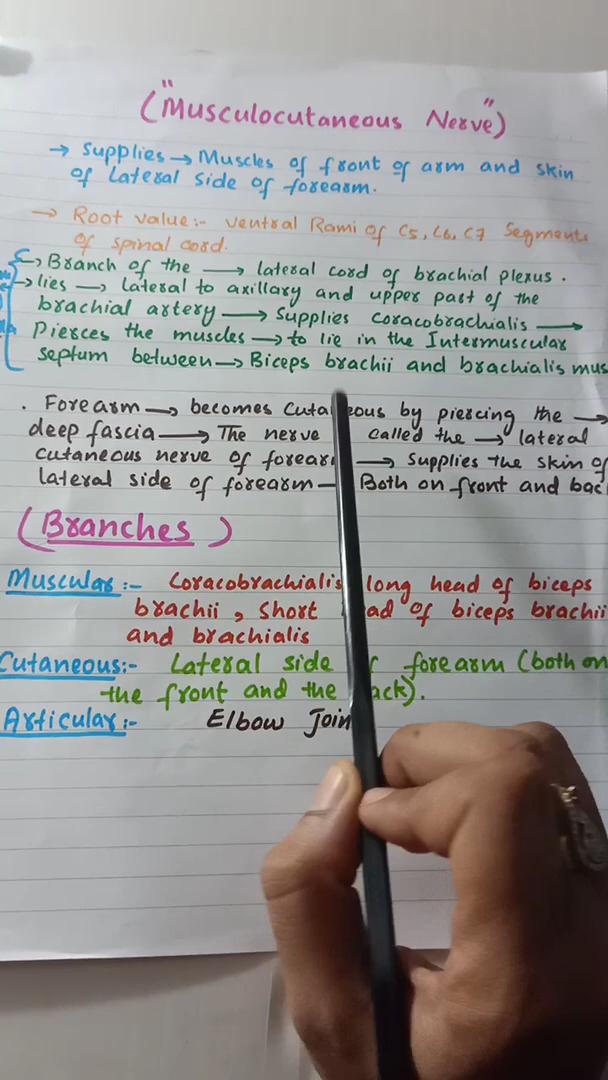 ("Musculocutaneous Nerve")
→ Supplies → Muscles of front of arm and skin
of Lateral side of forearm.
→ Root value:- ventral Rami of C5, C6, C7 Segments
of spinal cord.
↳ Branch of the → lateral cord of brachial plexus.
→ lies → Lateral to axillary and upper part of the
brachial artery → Supplies coracobrachialis →
Pierces the muscles → to lie in the Intermuscular
septum between → Biceps brachii and brachialis mus
. Forearm → becomes cutaneous by piercing the →
deep fascia → The nerve called the → lateral
cutaneous nerve of forearm → Supplies the skin of
lateral side of forearm - Both on front and bac
(Branches)
Muscular:- Coracobrachialis, long head of biceps
brachii, Short head of biceps brachii
and brachialis
Cutaneous:- Lateral side of forearm (both on
the front and the back).
Articular:- Elbow Join